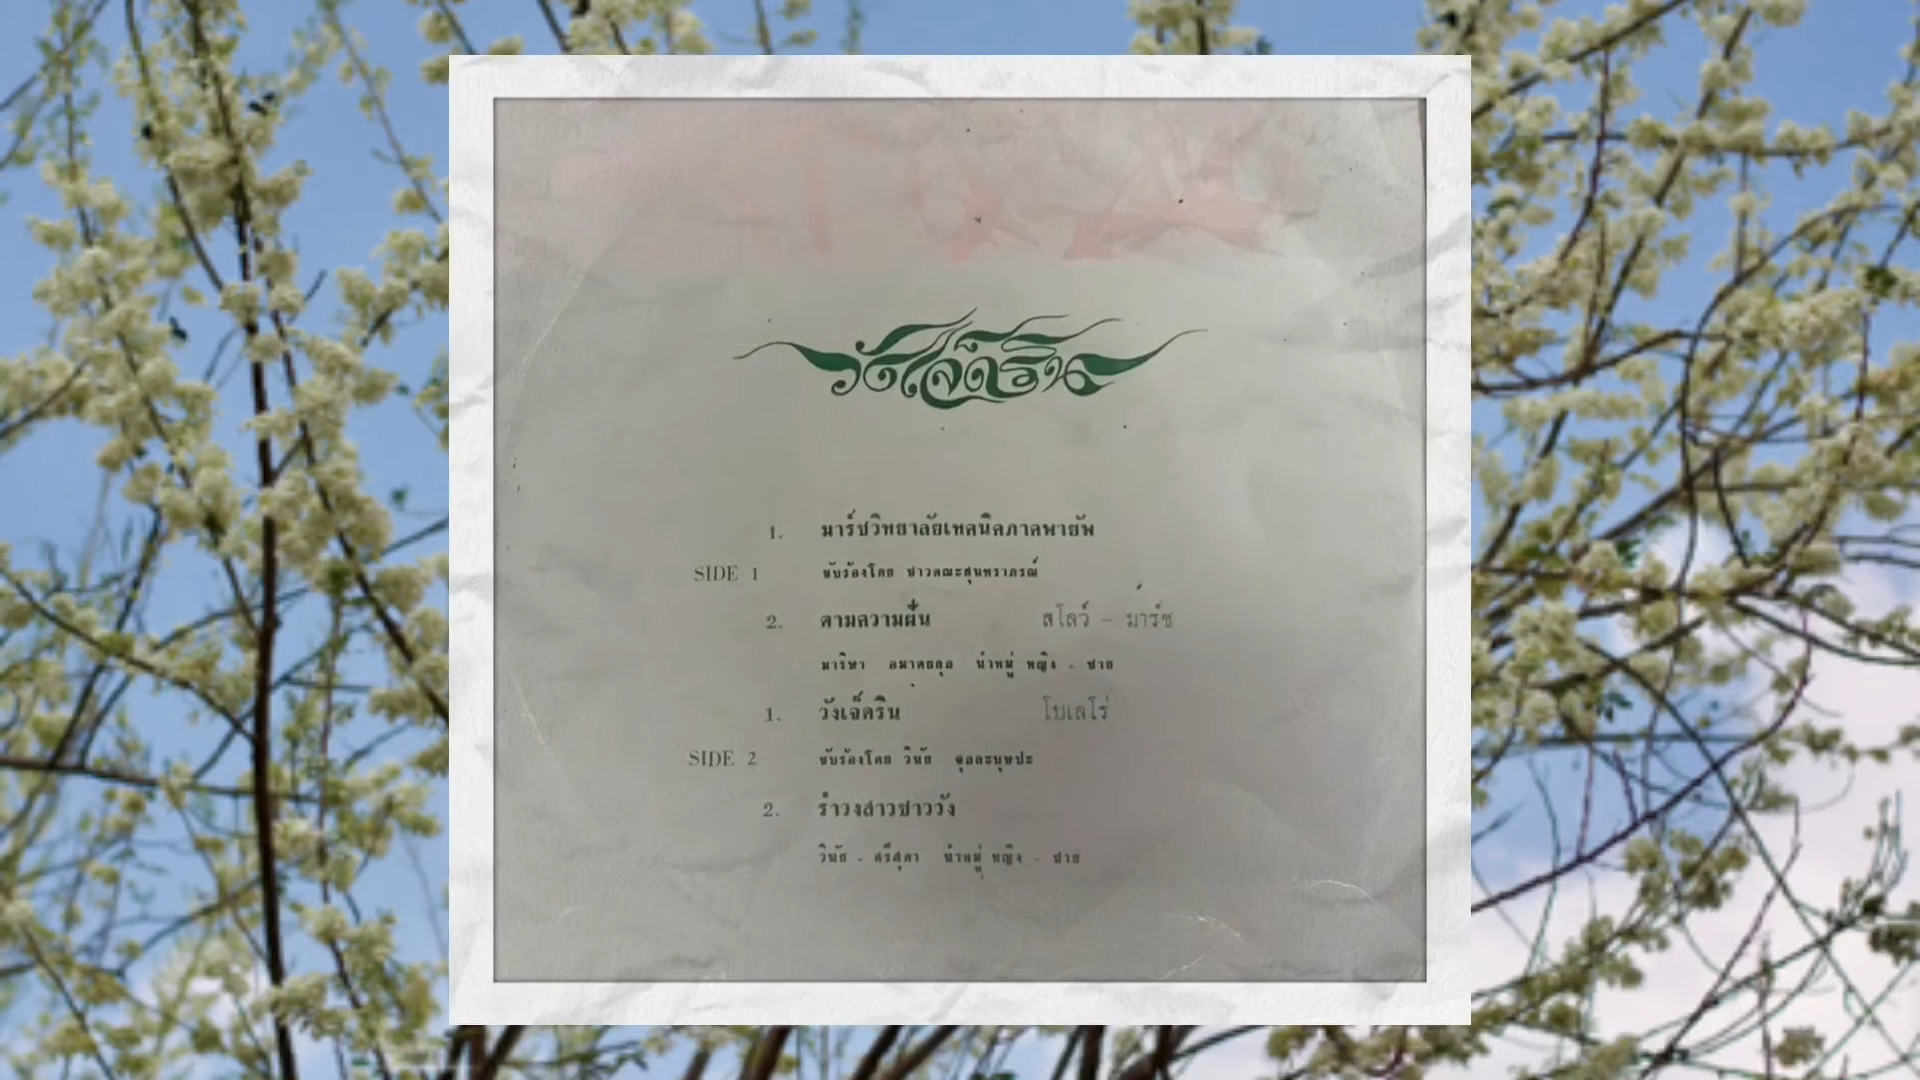 วังเจ็ดริน
1. มาร์ชวิทยาลัยเทคนิคภาคพายัพ
SIDE 1 ขับร้องโดย ชาวคณะสุนทราภรณ์
2. ตามความฝัน สโลว์ – มาร์ช
มาริษา อมาตยกุล นำหมู่ หญิง - ชาย
1. วังเจ็ดริน โบเลโร่
SIDE 2 ขับร้องโดย วินัย จุลละบุษปะ
2. รำวงสาวชาววัง
วินัย - ศรีสุดา นำหมู่ หญิง - ชาย